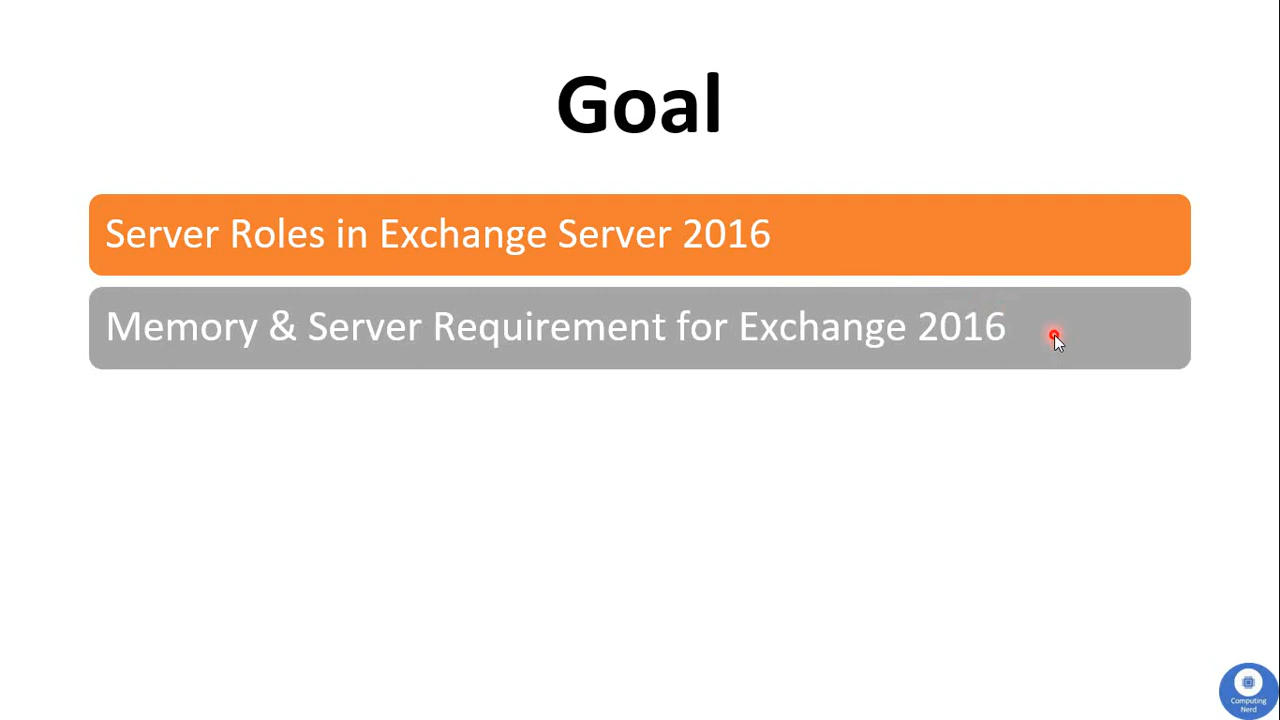 Goal
Server Roles in Exchange Server 2016
Memory & Server Requirement for Exchange 2016
Computing
Nerd